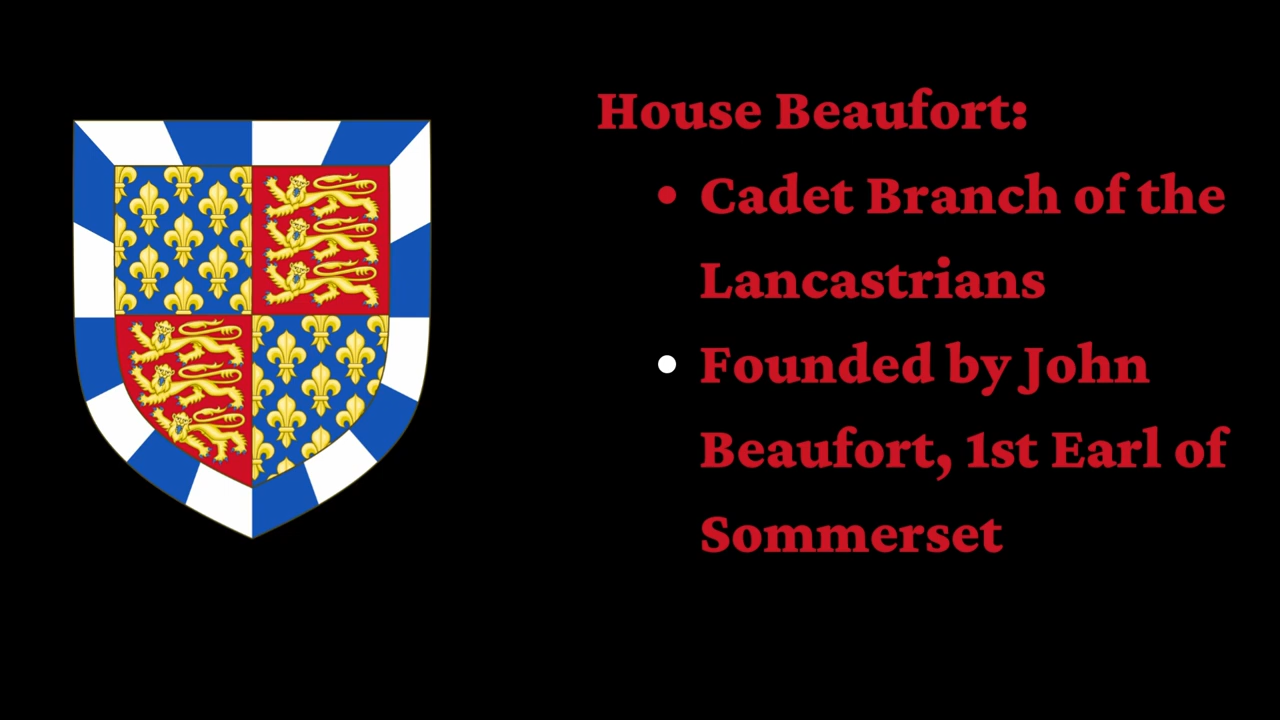 House Beaufort:
• Cadet Branch of the
Lancastrians
• Founded by John
Beaufort, 1st Earl of
Sommerset